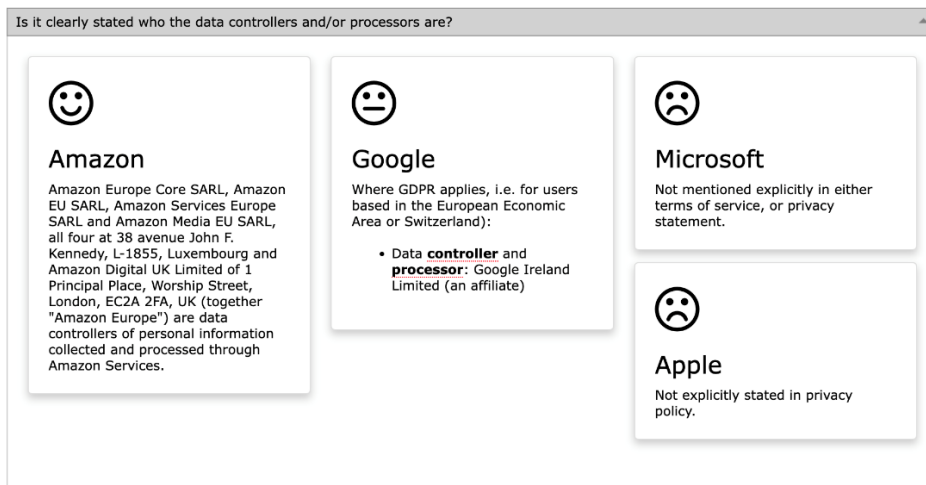 Is it clearly stated who the data controllers and/or processors are?
Amazon
Amazon Europe Core SARL, Amazon
EU SARL, Amazon Services Europe
SARL and Amazon Media EU SARL,
all four at 38 avenue John F.
Kennedy, L-1855, Luxembourg and
Amazon Digital UK Limited of 1
Principal Place, Worship Street,
London, EC2A 2FA, UK (together
"Amazon Europe") are data
controllers of personal information
collected and processed through
Amazon Services.
Google
Where GDPR applies, i.e. for users
based in the European Economic
Area or Switzerland):
• Data controller and
processor: Google Ireland
Limited (an affiliate)
Microsoft
Not mentioned explicitly in either
terms of service, or privacy
statement.
Apple
Not explicitly stated in privacy
policy.